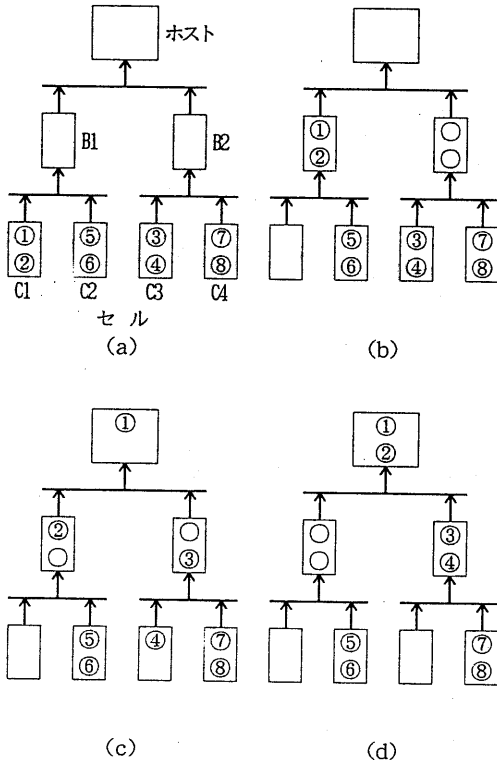 ホスト
B1 B2
① ⑤ ③ ⑦
② ⑥ ④ ⑧
C1 C2 C3 C4
セル
(a)
①
②
⑤ ③ ⑦
⑥ ④ ⑧
(b)
①
②
③
⑤ ④ ⑦
⑥ ⑧
(c)
①
②
③
④
⑤ ⑦
⑥ ⑧
(d)